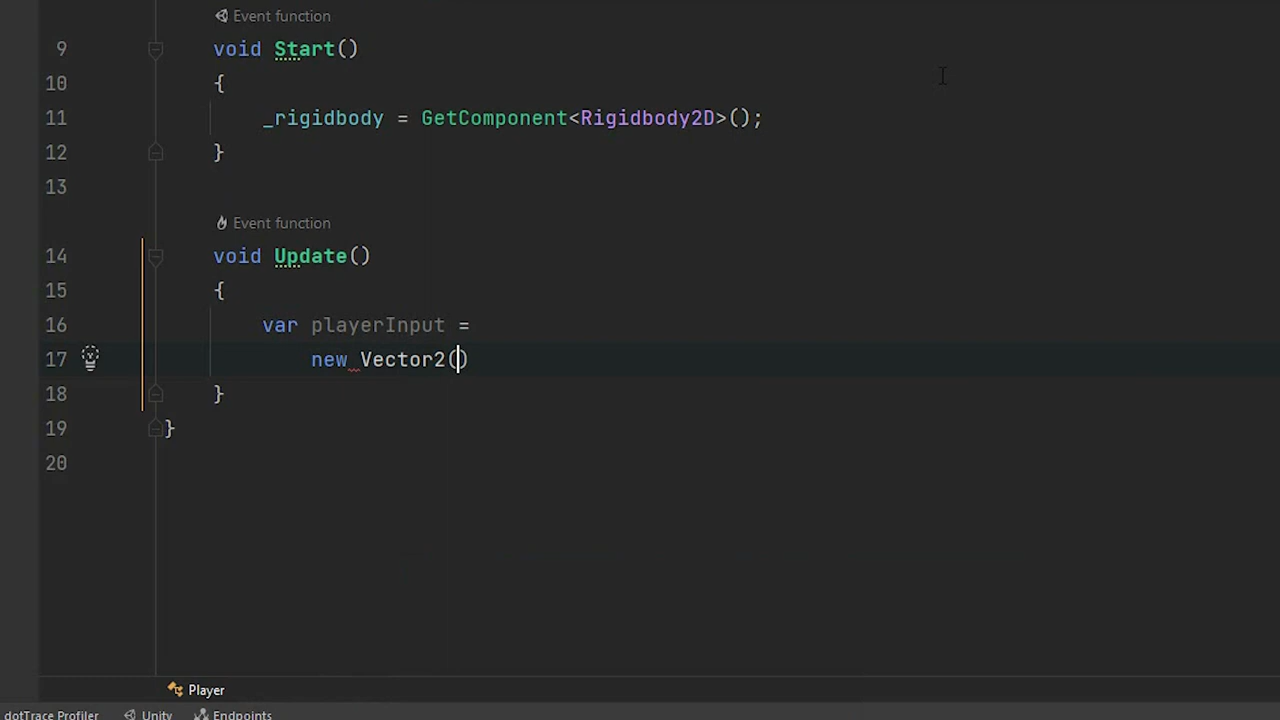 Event function
9 void Start()
10 {
11 _rigidbody = GetComponent<Rigidbody2D>();
12 }
13
Event function
14 void Update()
15 {
16 var playerInput =
17 new Vector2()
18 }
19 }
20
Player
dotTrace Profiler Unity Endpoints